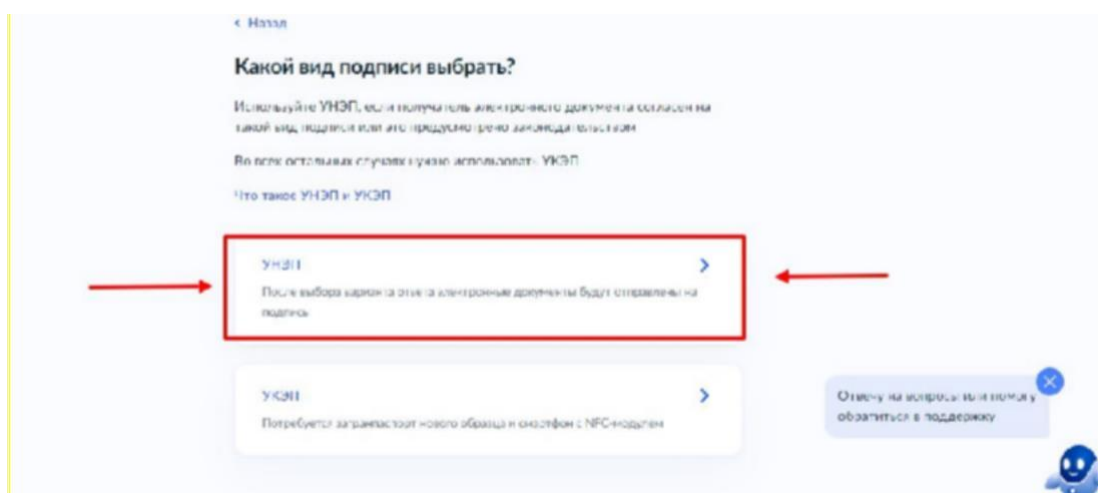 Назад
Какой вид подписи выбрать?
Используйте УНЭП, если получатель электронного документа согласен на
такой вид подписи или это предусмотрено законодательством
Во всех остальных случаях нужно использовать УКЭП
Что такое УНЭП и УКЭП
УНЭП
После выбора варианта ответа электронные документы будут отправлены на
подпись
УКЭП
Потребуется загранпаспорт нового образца и смартфон с NFC-модулем
Отвечу на вопросы или помогу
обратиться в поддержку